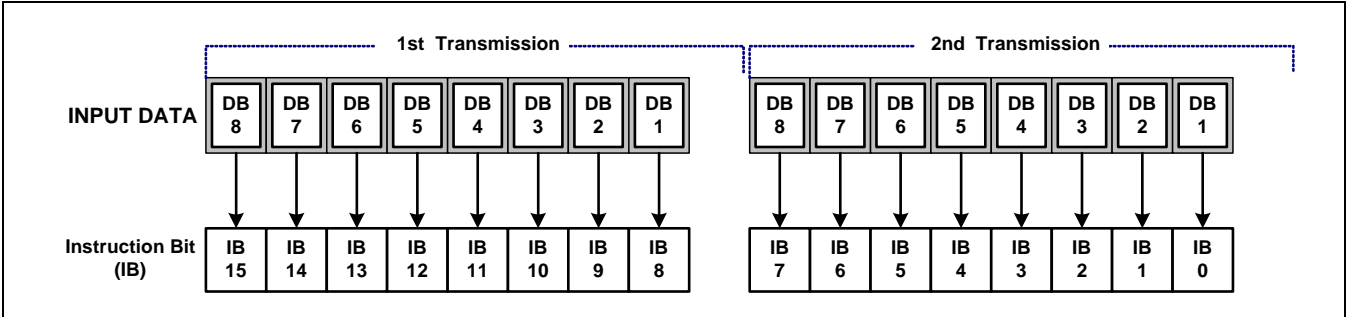 1st Transmission 2nd Transmission
INPUT DATA
DB DB DB DB DB DB DB DB DB DB DB DB DB DB DB DB
8 7 6 5 4 3 2 1 8 7 6 5 4 3 2 1
Instruction Bit
(IB)
IB IB IB IB IB IB IB IB IB IB IB IB IB IB IB IB
15 14 13 12 11 10 9 8 7 6 5 4 3 2 1 0